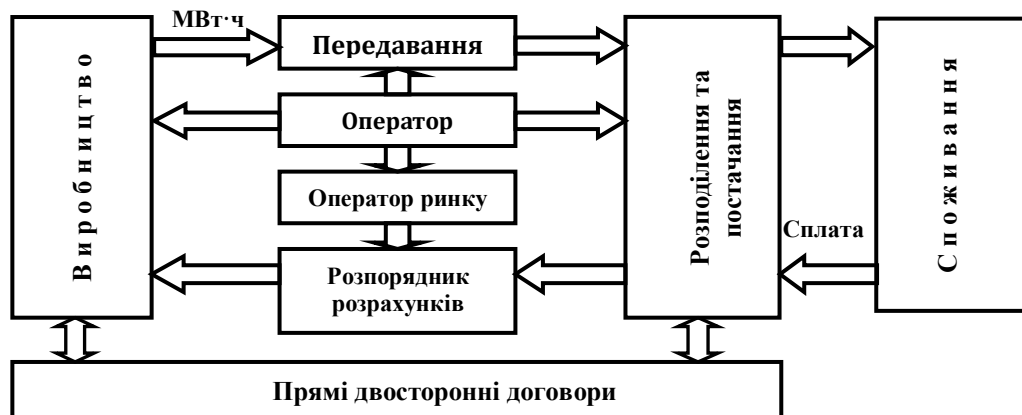 МВт·ч
Виробництво
Передавання
Оператор
Оператор ринку
Розпорядник
розрахунків
Розподілення та
постачання
Сплата
Споживання
Прямі двосторонні договори